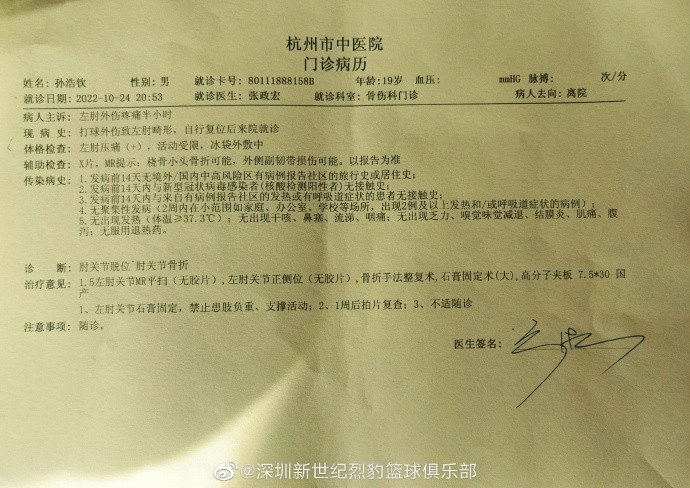 杭州市中医院
门诊病历
姓名: 孙浩钦 性别: 男 就诊卡号: 80111888158B 年龄: 19岁 血压: mmHG 脉搏: 次/分
就诊日期: 2022-10-24 20:53 就诊医生: 张政宏 就诊科室: 骨伤科门诊 病人去向: 离院
病人主诉: 左肘外伤疼痛半小时
现 病 史: 打球外伤致左肘畸形, 自行复位后来院就诊
体格检查: 左肘压痛(+), 活动受限, 冰袋外敷中
辅助检查: X片, MR提示: 桡骨小头骨折可能, 外侧副韧带损伤可能。以报告为准
传染病史: 1.发病前14天无境外/国内中高风险区有病例报告社区的旅行史或居住史;
2.发病前14天内与新型冠状病毒感染者(核酸检测阳性者)无接触史;
3.发病前14天内与来自有病例报告社区的发热或有呼吸道症状的患者无接触史;
4.无聚集性发病(2周内在小范围如家庭、办公室、学校等场所, 出现2例及以上发热和/或呼吸道症状的病例);
5.无出现发热(体温≥37.3℃); 无出现干咳、鼻塞、流涕、咽痛; 无出现乏力、嗅觉味觉减退、结膜炎、肌痛、腹
泻; 无服用退热药。
诊 断: 肘关节脱位^肘关节骨折
治疗意见: 1.5左肘关节MR平扫(无胶片),左肘关节正侧位(无胶片), 骨折手法整复术, 石膏固定术(大), 高分子夹板 7.5*30 国
产
1、左肘关节石膏固定, 禁止患肢负重、支撑活动; 2、1周后拍片复查; 3、不适随诊
注意事项: 随诊。
医生签名:
@深圳新世纪烈豹篮球俱乐部